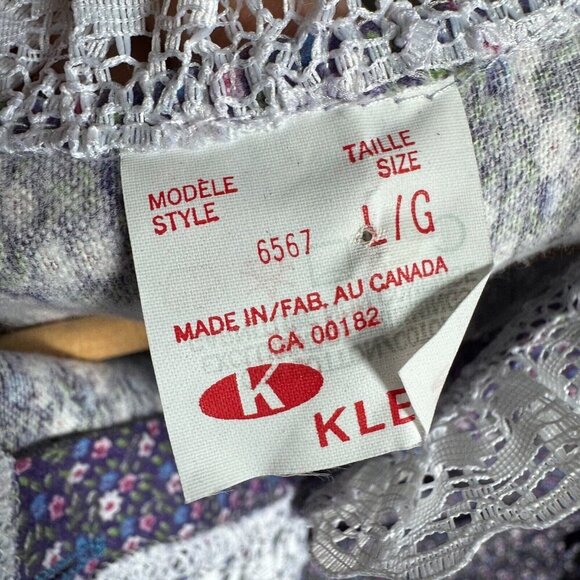 MODÈLE
STYLE
TAILLE
SIZE
6567
L/G
MADE IN/FAB. AU CANADA
CA 00182
K
KLE